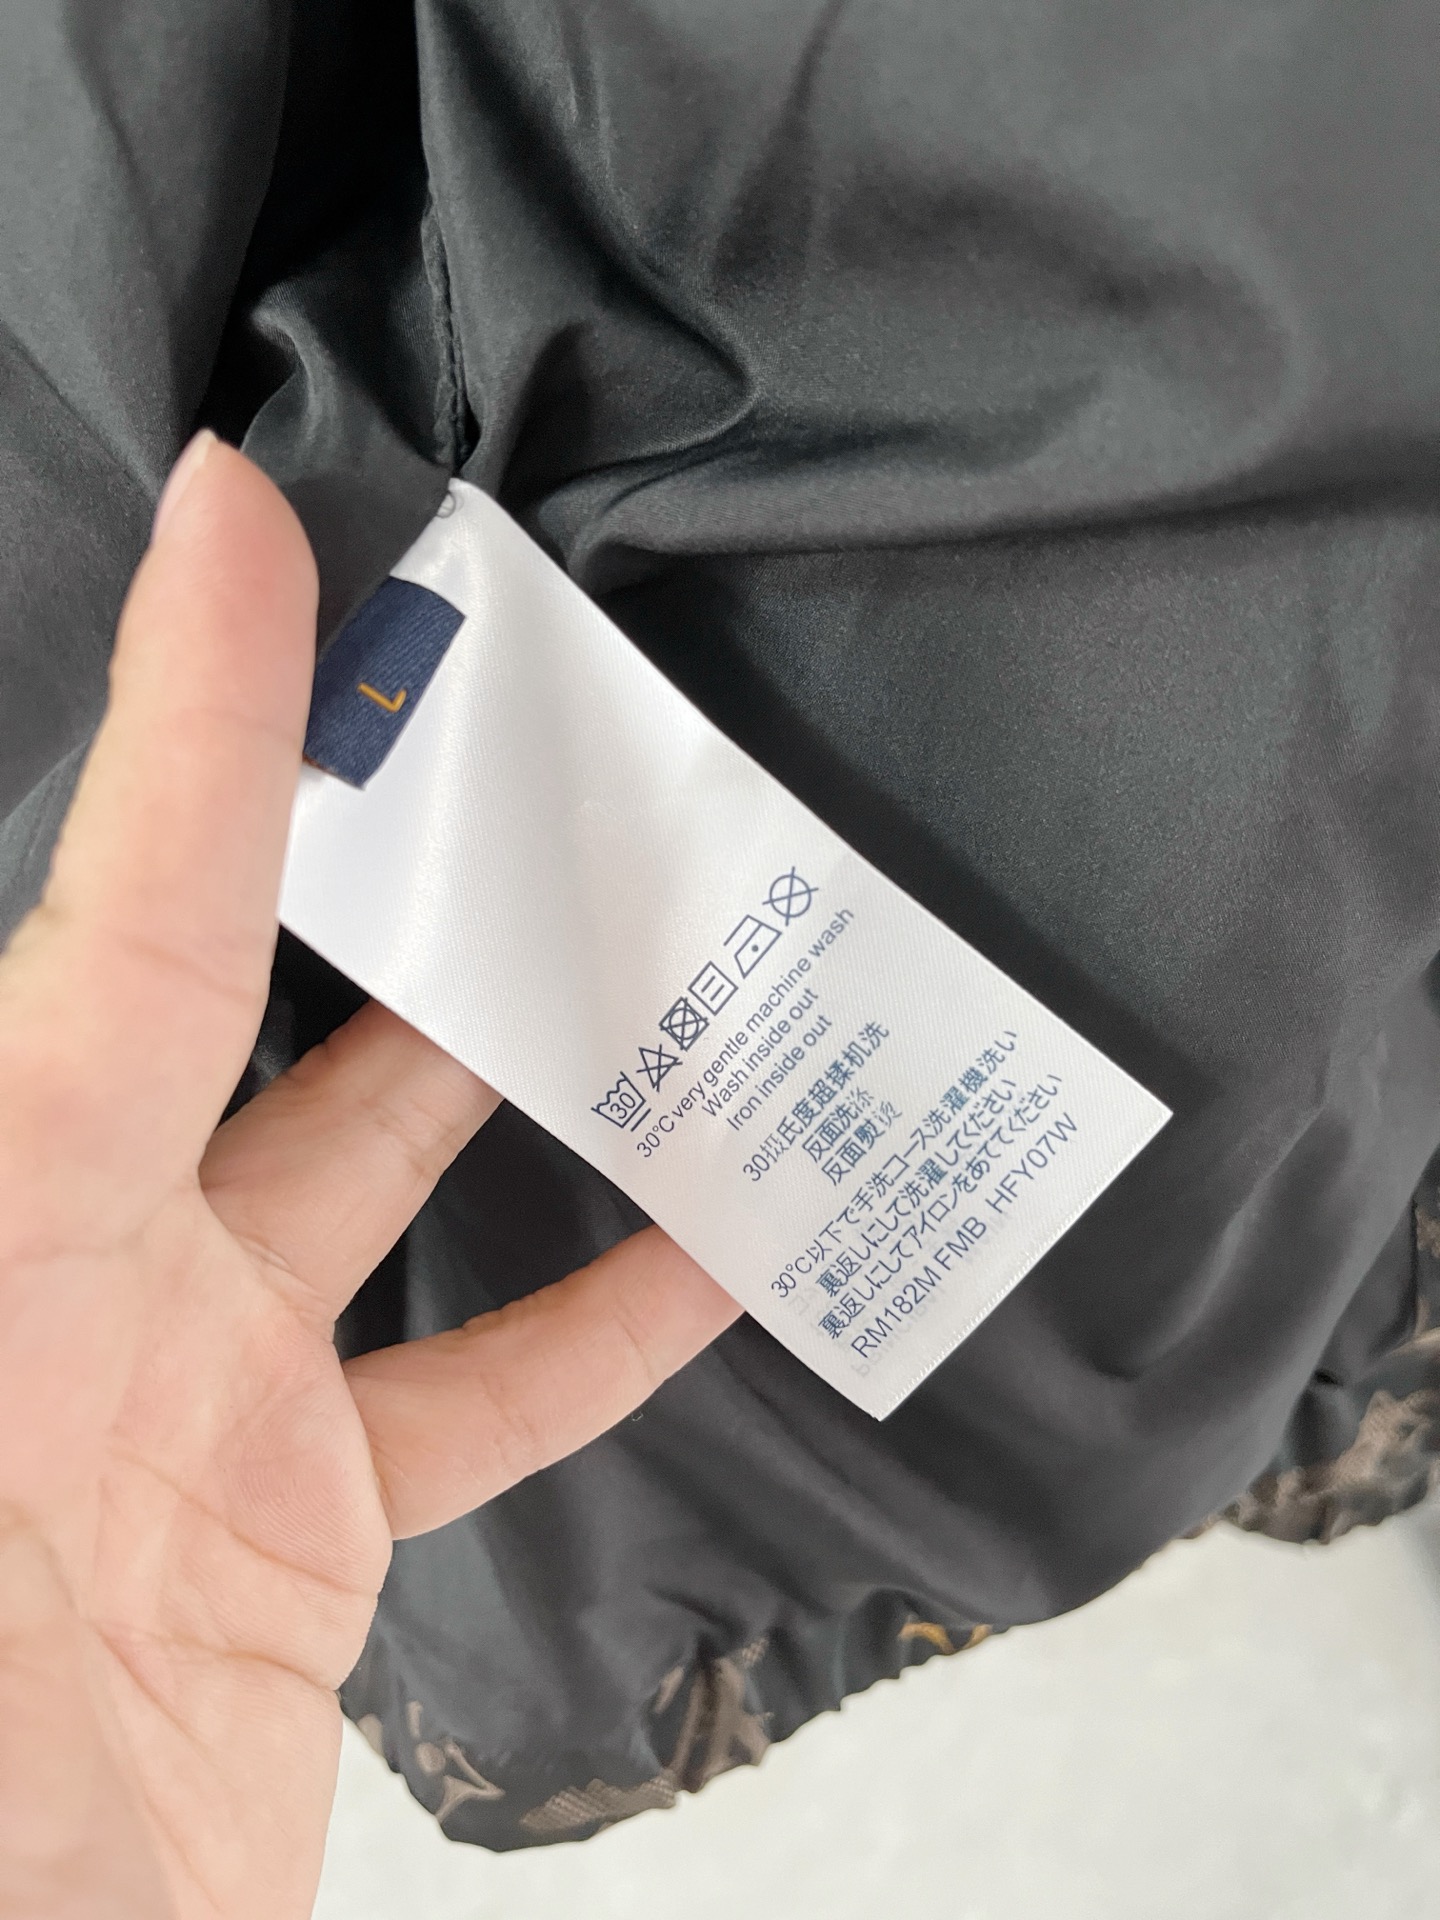 L
30
30°C very gentle machine wash
Wash inside out
Iron inside out
30摄氏度超揉机洗
反面洗涤
反面熨烫
30℃以下で手洗コース洗濯機洗い
裏返しにして洗濯してください
裏返しにしてアイロンをあててください
RM182M FMB HFY07W